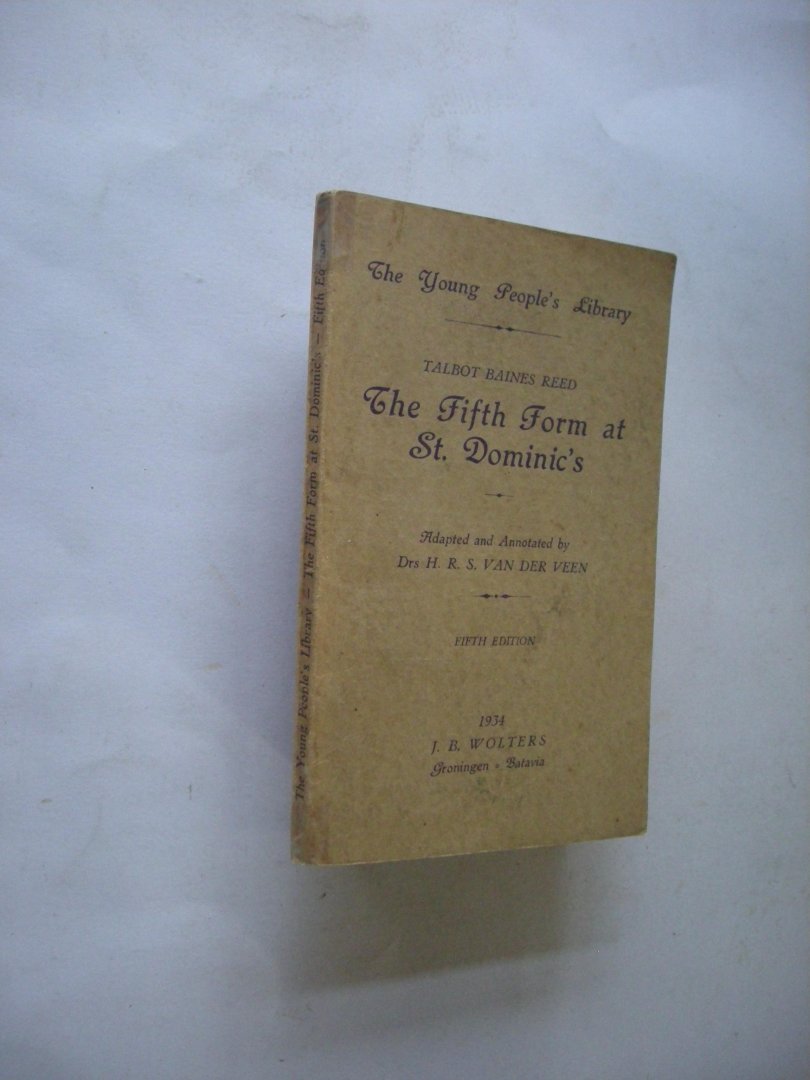 The Young People's Library
TALBOT BAINES REED
The Fifth Form at
St. Dominic's
Adapted and Annotated by
Drs H. R. S. VAN DER VEEN
FIFTH EDITION
1934
J. B. WOLTERS
Groningen • Batavia
The Young People's Library — The Fifth Form at St. Dominic's — Fifth